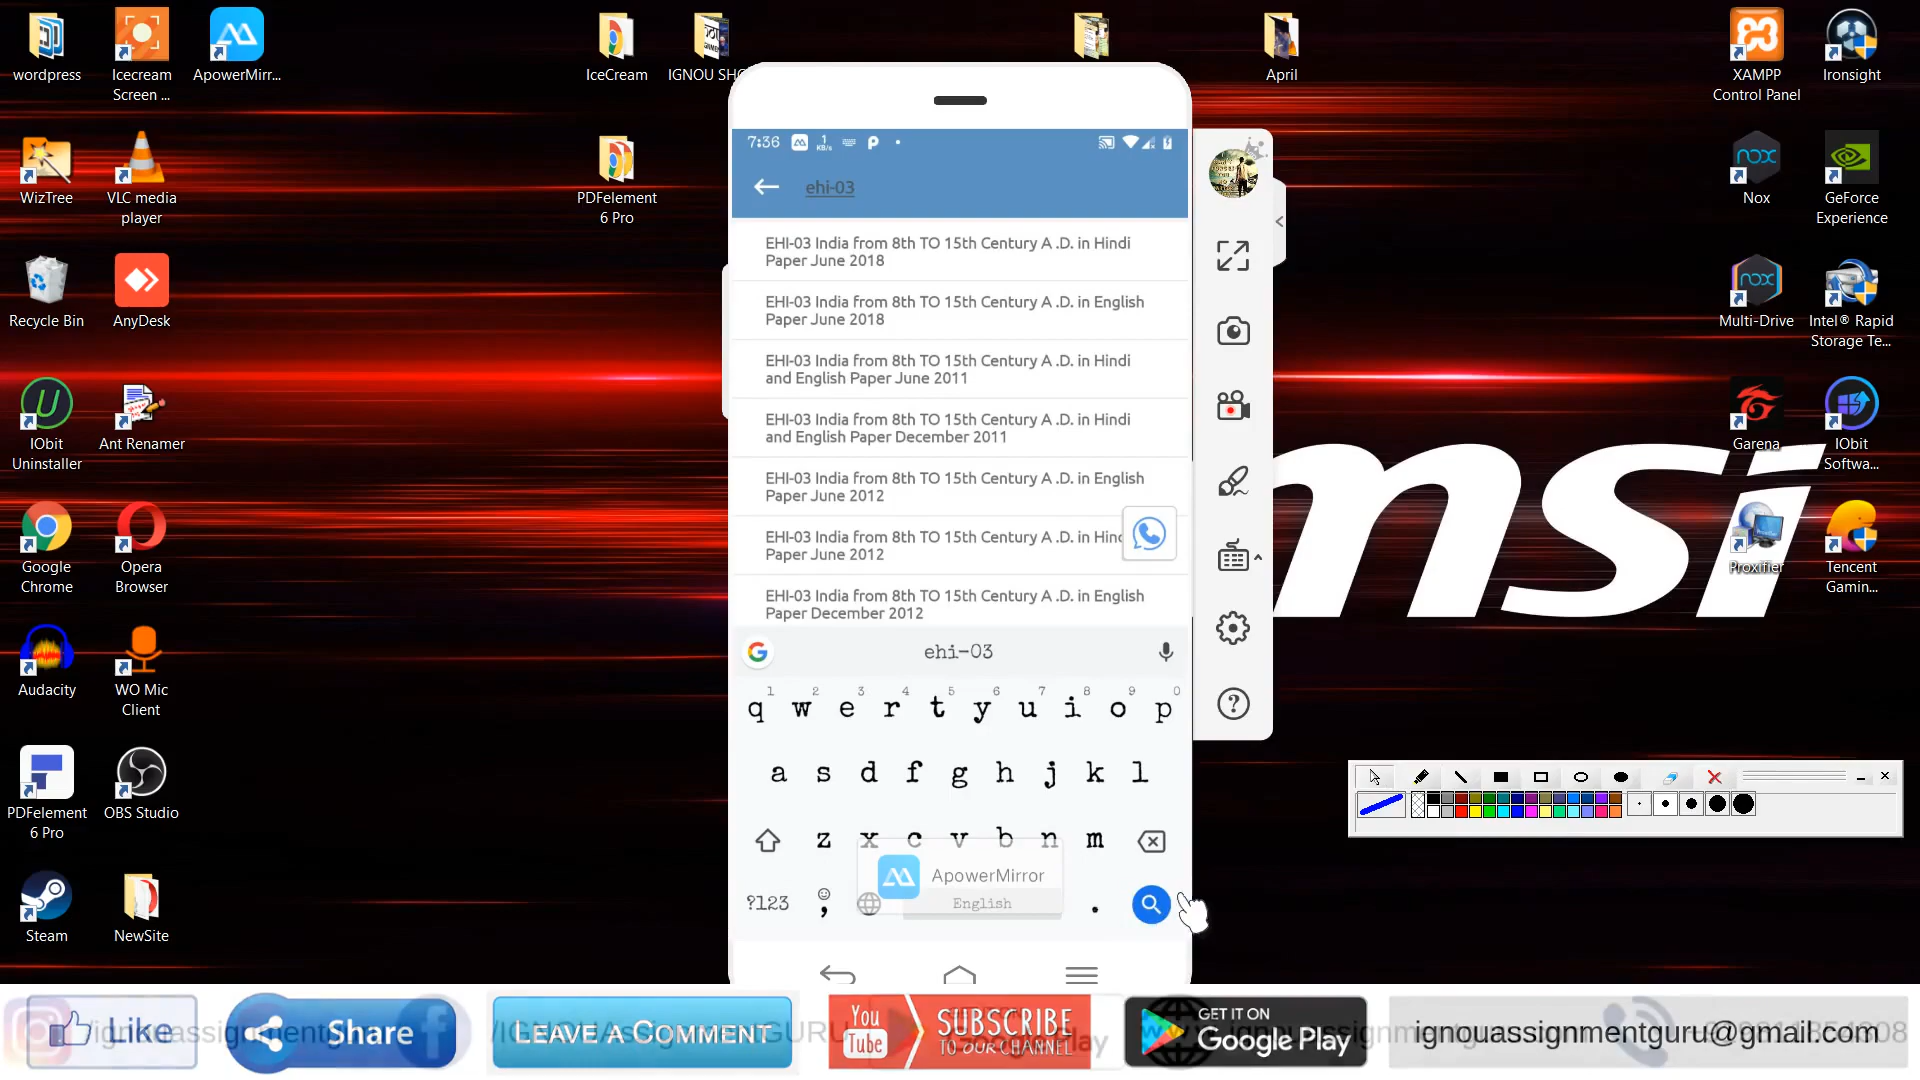 wordpress
Icecream
Screen ...
ApowerMirr...
IceCream
IGNOU SHO
April
XAMPP
Control Panel
Ironsight
WizTree
VLC media
player
PDFelement
6 Pro
Nox
GeForce
Experience
Recycle Bin
AnyDesk
Multi-Drive
Intel® Rapid
Storage Te...
IObit
Uninstaller
Ant Renamer
Garena
IObit
Softwa...
Google
Chrome
Opera
Browser
Proxifier
Tencent
Gamin...
Audacity
WO Mic
Client
PDFelement
6 Pro
OBS Studio
Steam
NewSite
msi
7:36
1
KB/s
ehi-03
EHI-03 India from 8th TO 15th Century A .D. in Hindi
Paper June 2018
EHI-03 India from 8th TO 15th Century A .D. in English
Paper June 2018
EHI-03 India from 8th TO 15th Century A .D. in Hindi
and English Paper June 2011
EHI-03 India from 8th TO 15th Century A .D. in Hindi
and English Paper December 2011
EHI-03 India from 8th TO 15th Century A .D. in English
Paper June 2012
EHI-03 India from 8th TO 15th Century A .D. in Hind
Paper June 2012
EHI-03 India from 8th TO 15th Century A .D. in English
Paper December 2012
ehi-03
1 2 3 4 5 6 7 8 9 0
q w e r t y u i o p
a s d f g h j k l
z x c v b n m
ApowerMirror
?123 ; English .
Like
Share
LEAVE A COMMENT
You
Tube
SUBSCRIBE
TO OUR CHANNEL
GET IT ON
Google Play
ignouassignmentguru@gmail.com